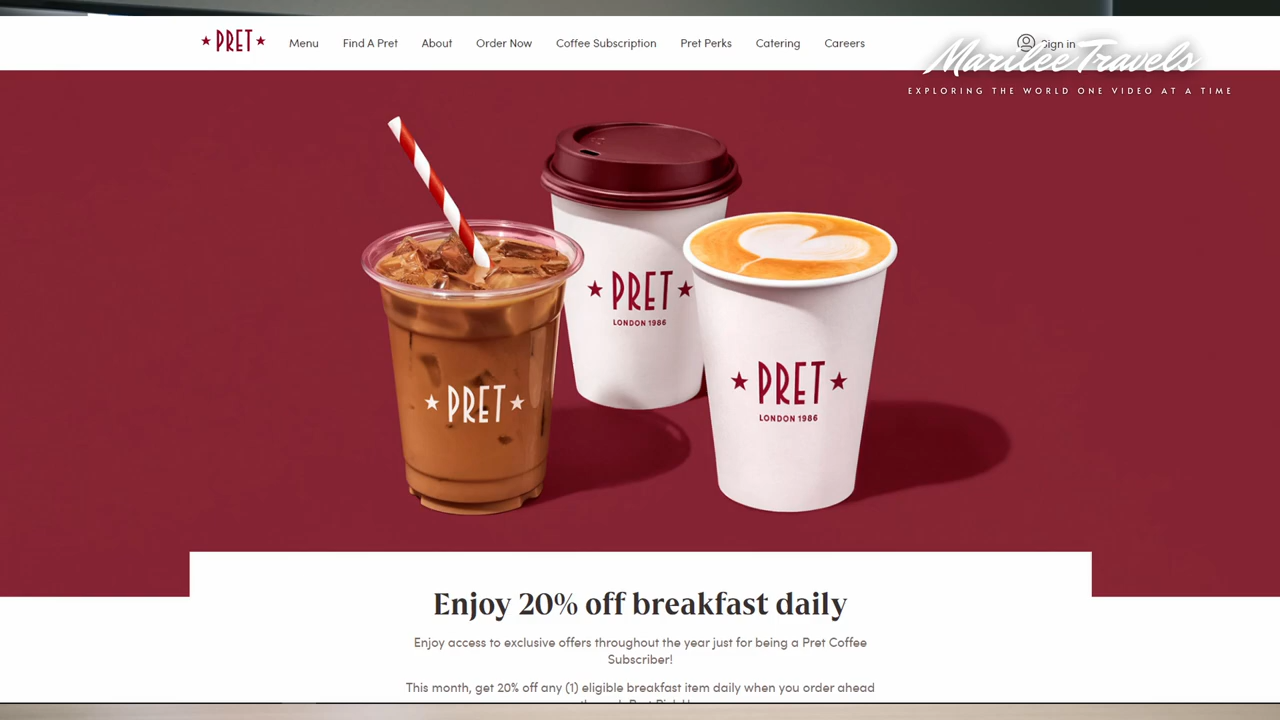 ★ PRET ★ Menu Find A Pret About Order Now Coffee Subscription Pret Perks Catering Careers Sign in
Marilee Travels
EXPLORING THE WORLD ONE VIDEO AT A TIME
★ PRET ★
LONDON 1986
★ PRET ★
LONDON 1986
★ PRET ★
Enjoy 20% off breakfast daily
Enjoy access to exclusive offers throughout the year just for being a Pret Coffee
Subscriber!
This month, get 20% off any (1) eligible breakfast item daily when you order ahead